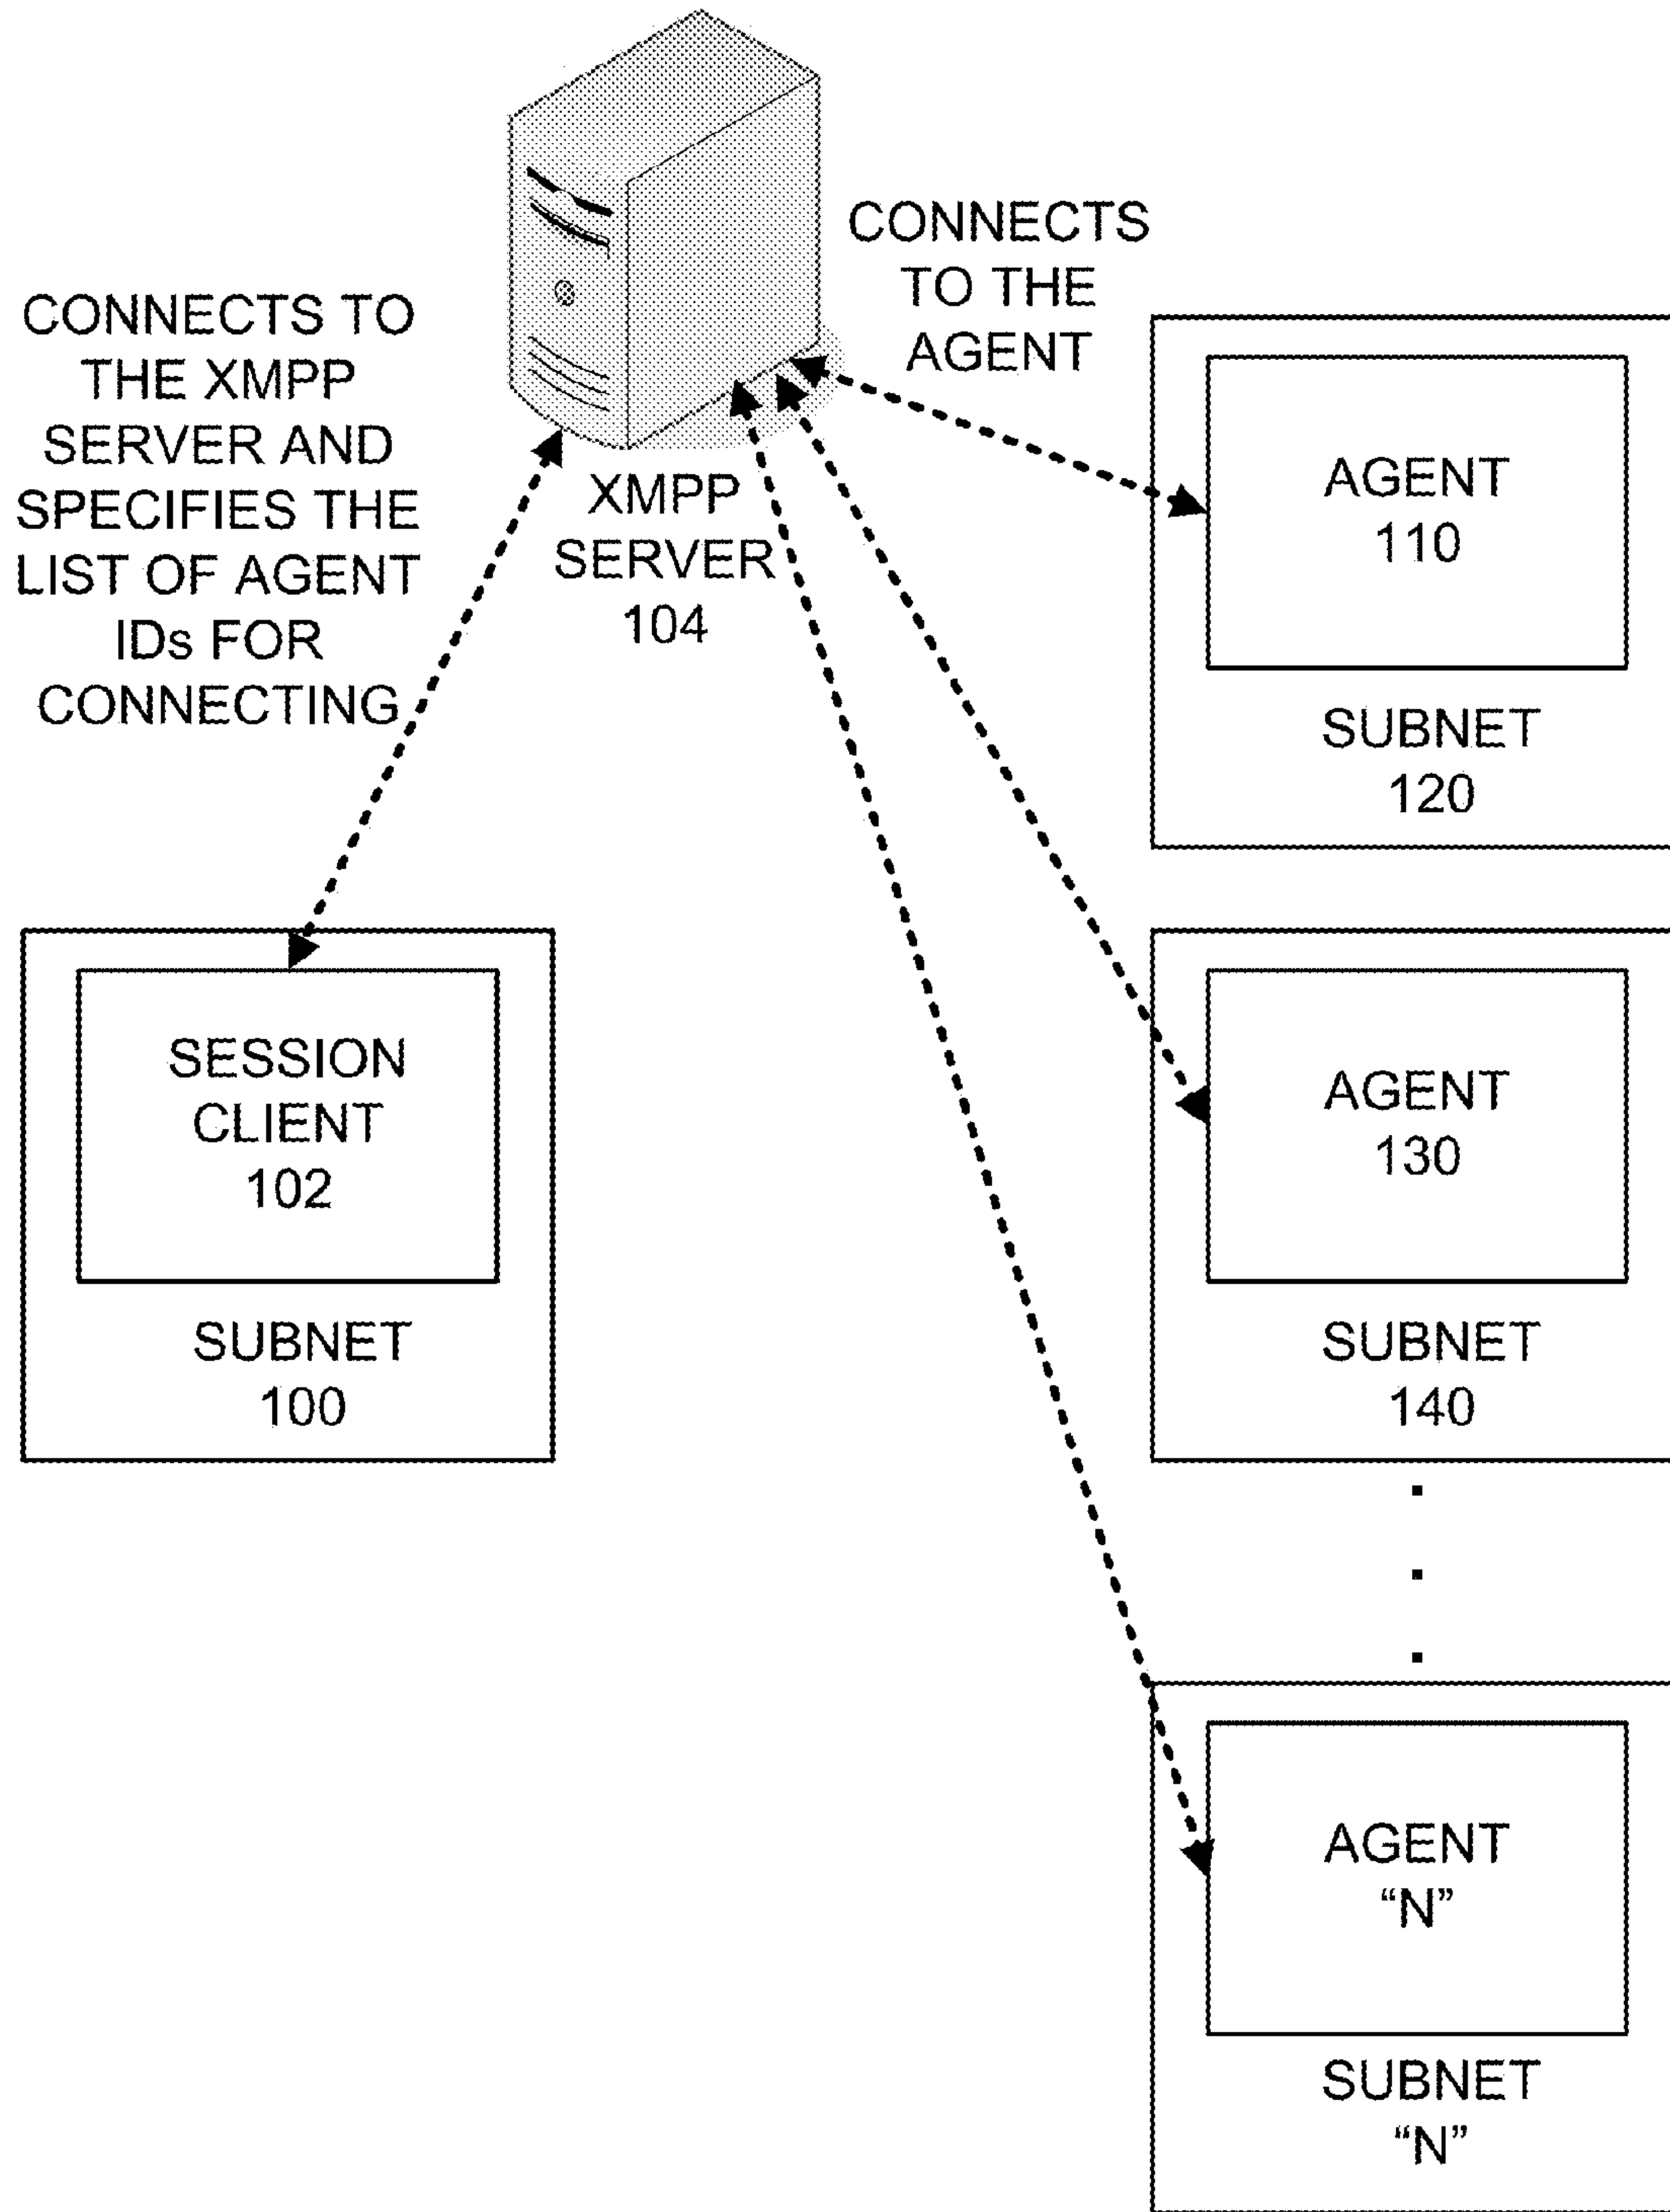 CONNECTS TO
THE XMPP
SERVER AND
SPECIFIES THE
LIST OF AGENT
IDs FOR
CONNECTING
XMPP
SERVER
104
CONNECTS
TO THE
AGENT
AGENT
110
SUBNET
120
SESSION
CLIENT
102
SUBNET
100
AGENT
130
SUBNET
140
.
.
.
AGENT
“N”
SUBNET
“N”